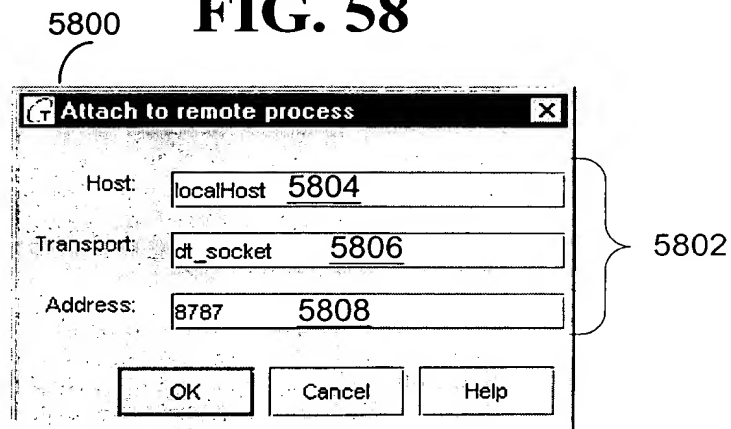 5800 FIG. 58
Attach to remote process
Host: localHost 5804
Transport: dt_socket 5806
5802
Address: 8787 5808
OK Cancel Help